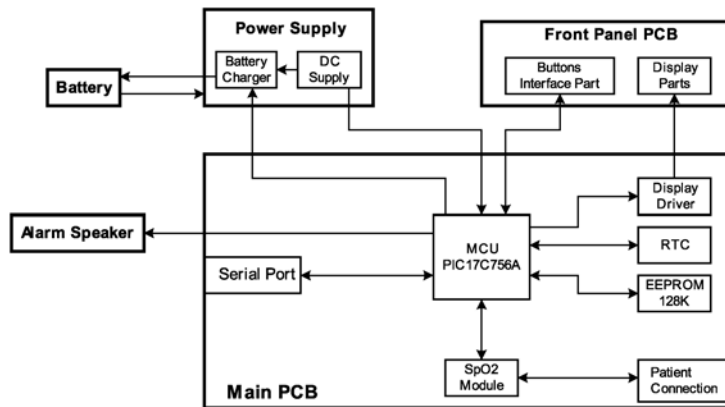 Power Supply
Battery
Charger
DC
Supply
Front Panel PCB
Buttons
Interface Part
Display
Parts
Battery
Alarm Speaker
MCU
PIC17C756A
Display
Driver
RTC
Serial Port
EEPROM
128K
SpO2
Module
Patient
Connection
Main PCB